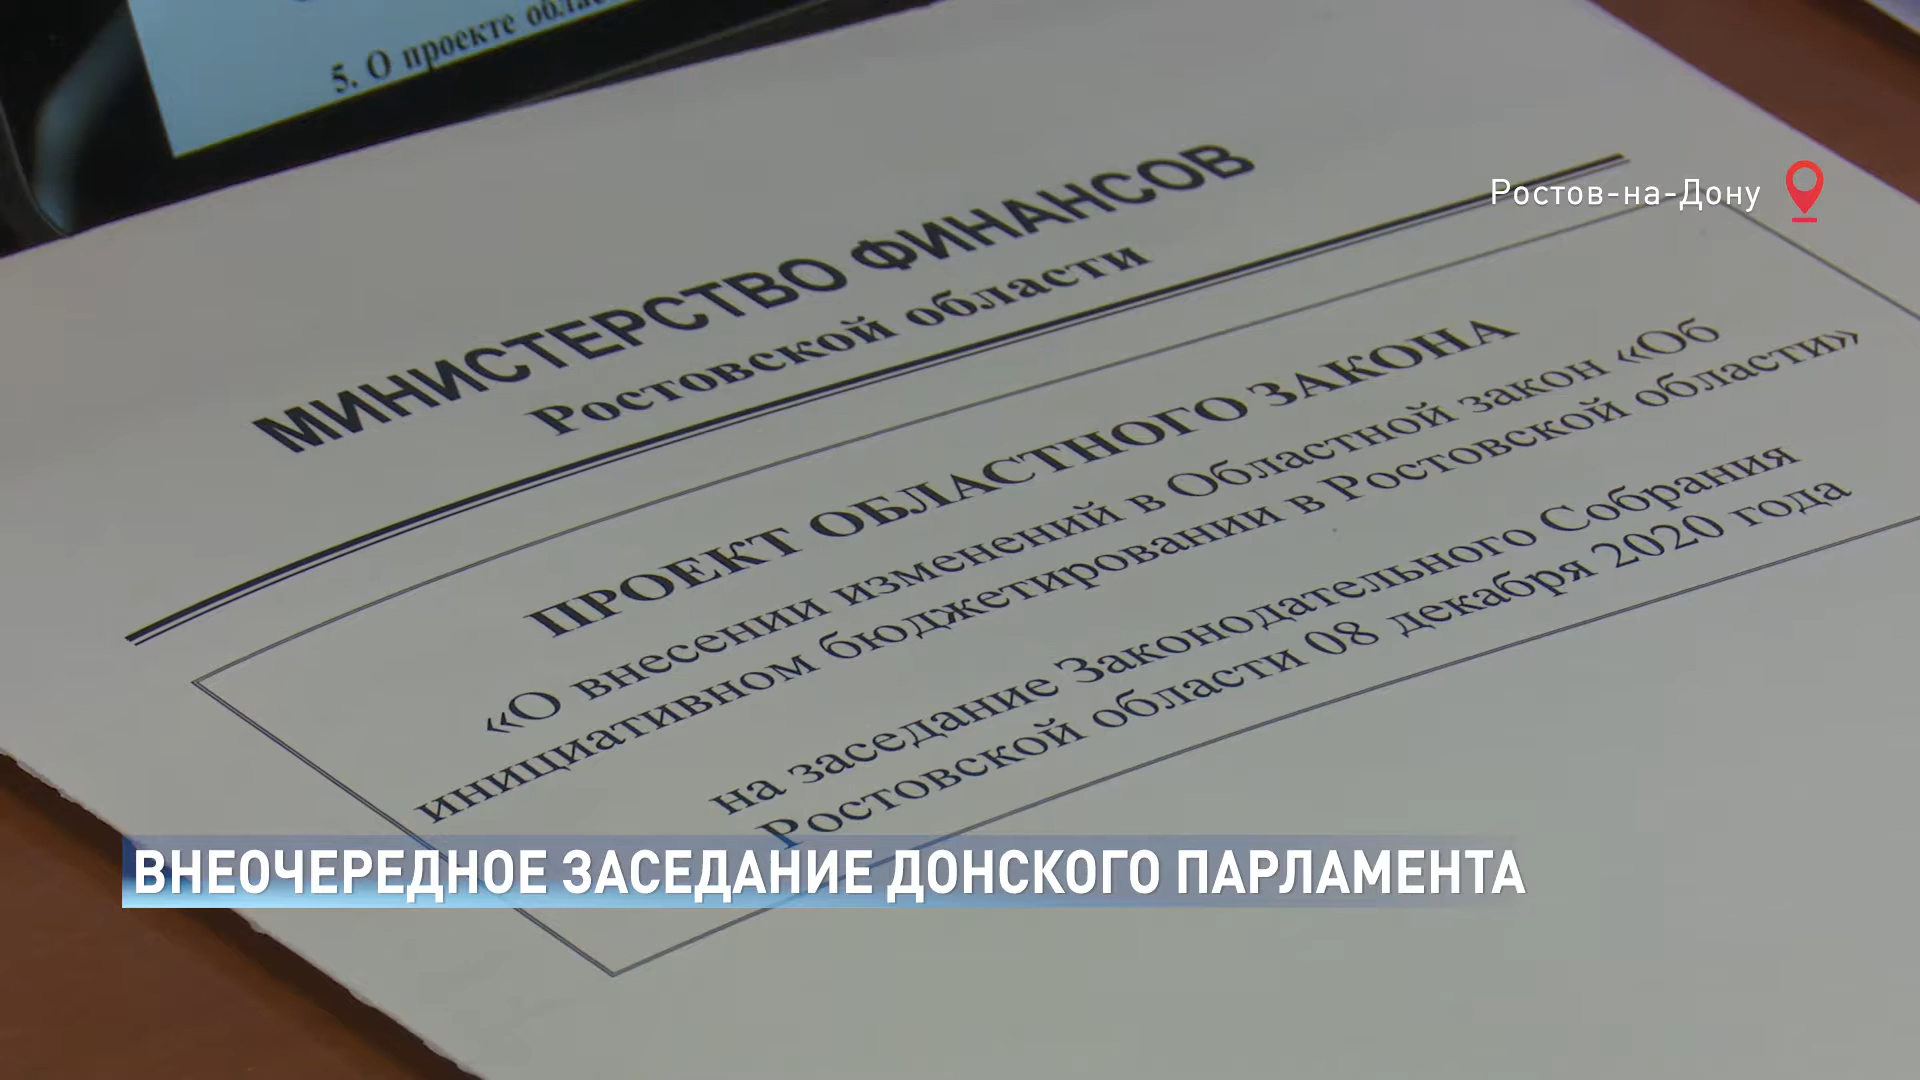 5. О проекте
Ростов-на-Дону
МИНИСТЕРСТВО ФИНАНСОВ
Ростовской области
ПРОЕКТ ОБЛАСТНОГО ЗАКОНА
«О внесении изменений в Областной закон «Об
инициативном бюджетировании в Ростовской области»
на заседание Законодательного Собрания
Ростовской области 08 декабря 2020 года
ВНЕОЧЕРЕДНОЕ ЗАСЕДАНИЕ ДОНСКОГО ПАРЛАМЕНТА